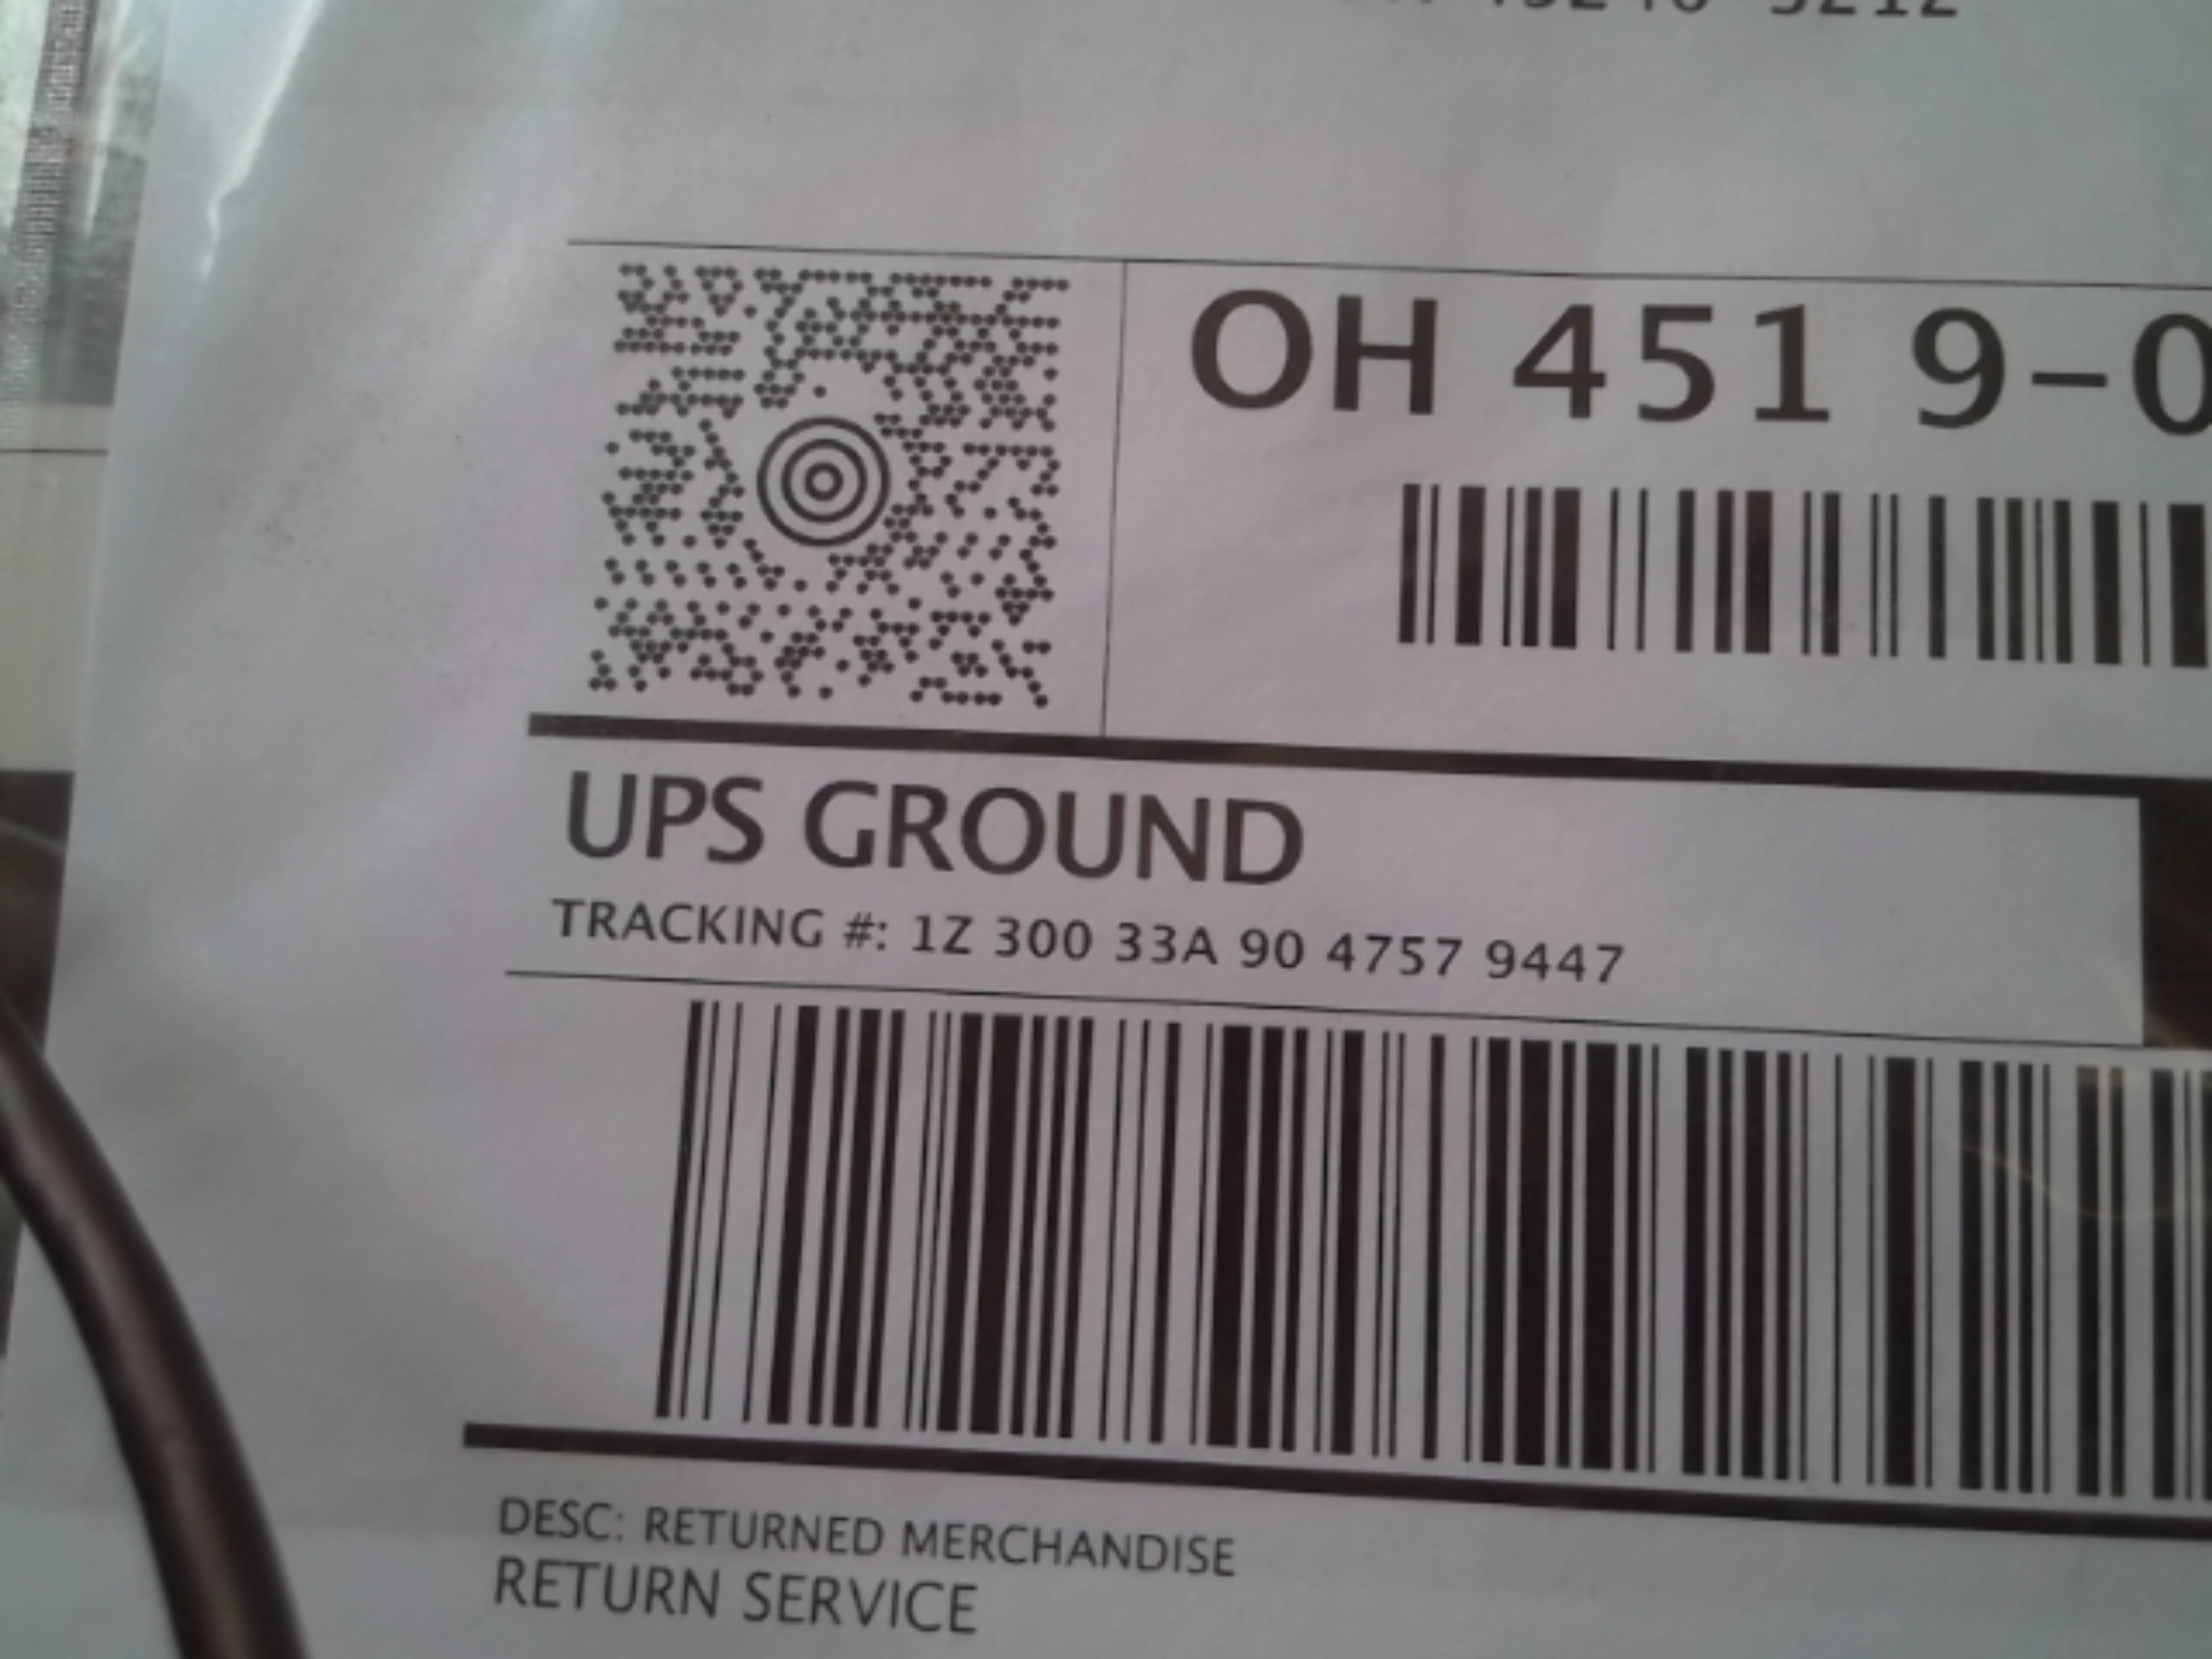 OH 451 9-0
UPS GROUND
TRACKING #: 1Z 300 33A 90 4757 9447
DESC: RETURNED MERCHANDISE
RETURN SERVICE